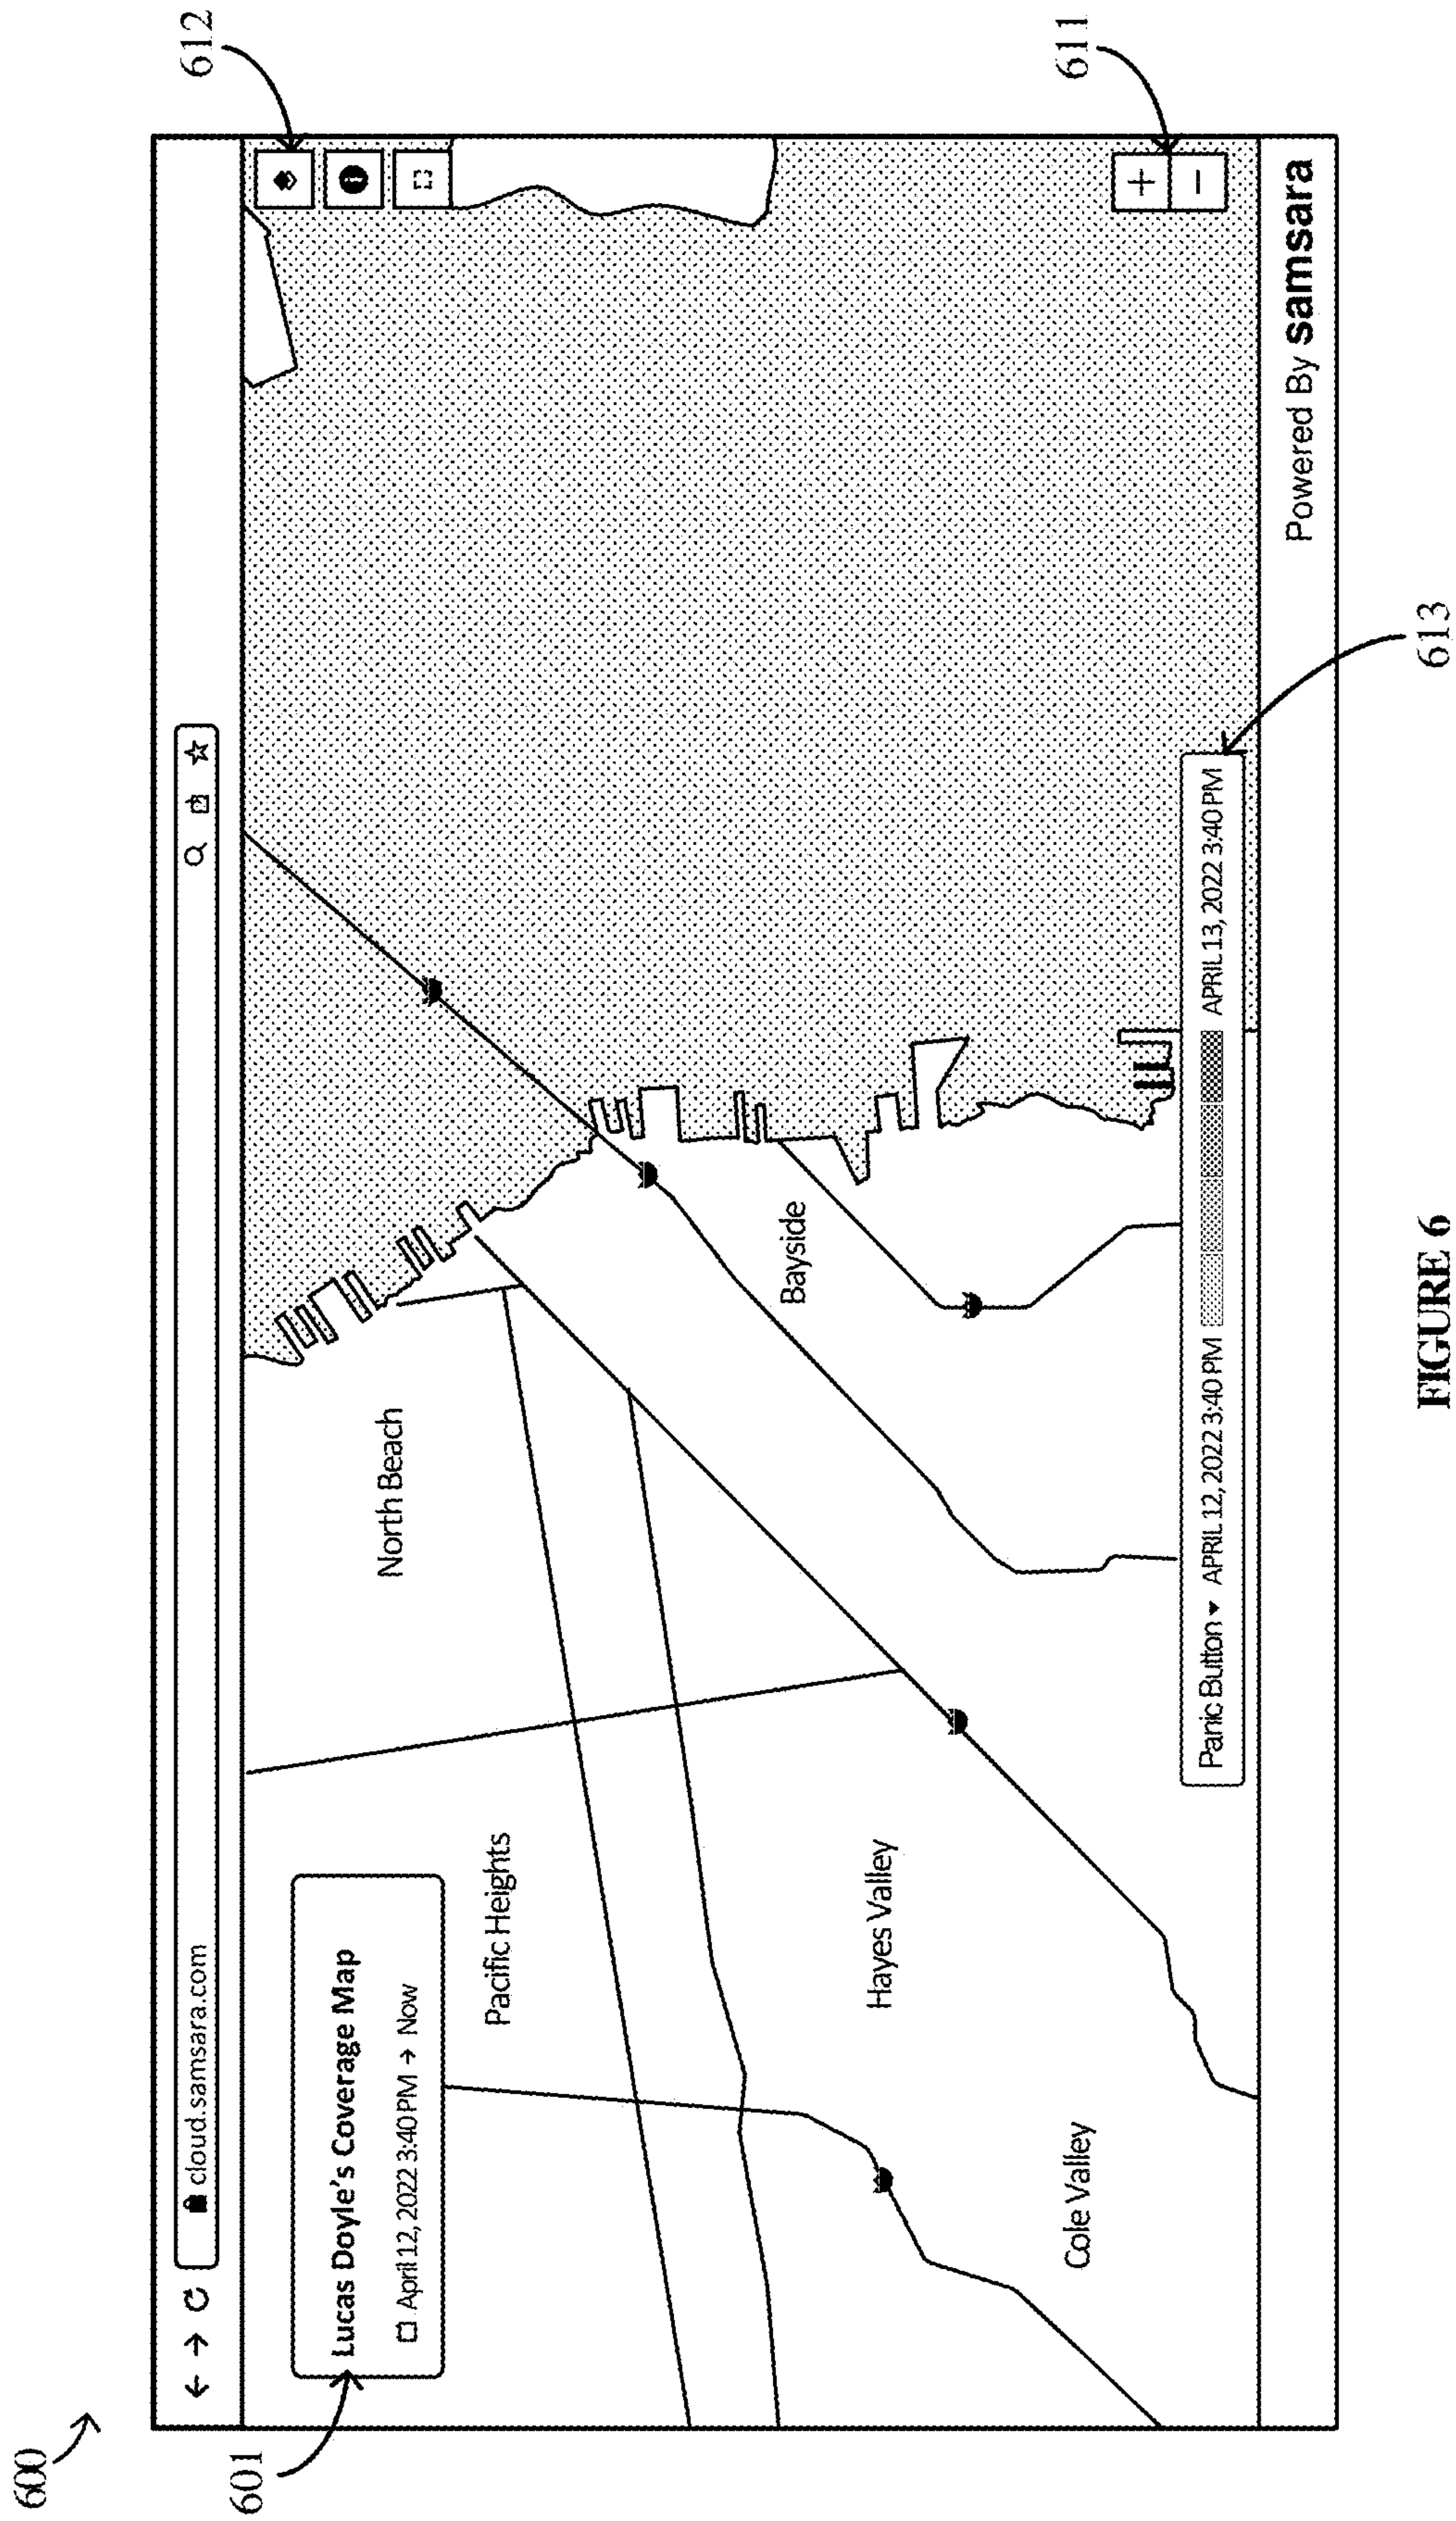 600
601
612
cloud.samsara.com
Lucas Doyle's Coverage Map
April 12, 2022 3:40 PM → Now
North Beach
Pacific Heights
Bayside
Hayes Valley
Cole Valley
+
−
611
Panic Button ▾ APRIL 12, 2022 3:40 PM APRIL 13, 2022 3:40 PM
Powered By samsara
613
FIGURE 6